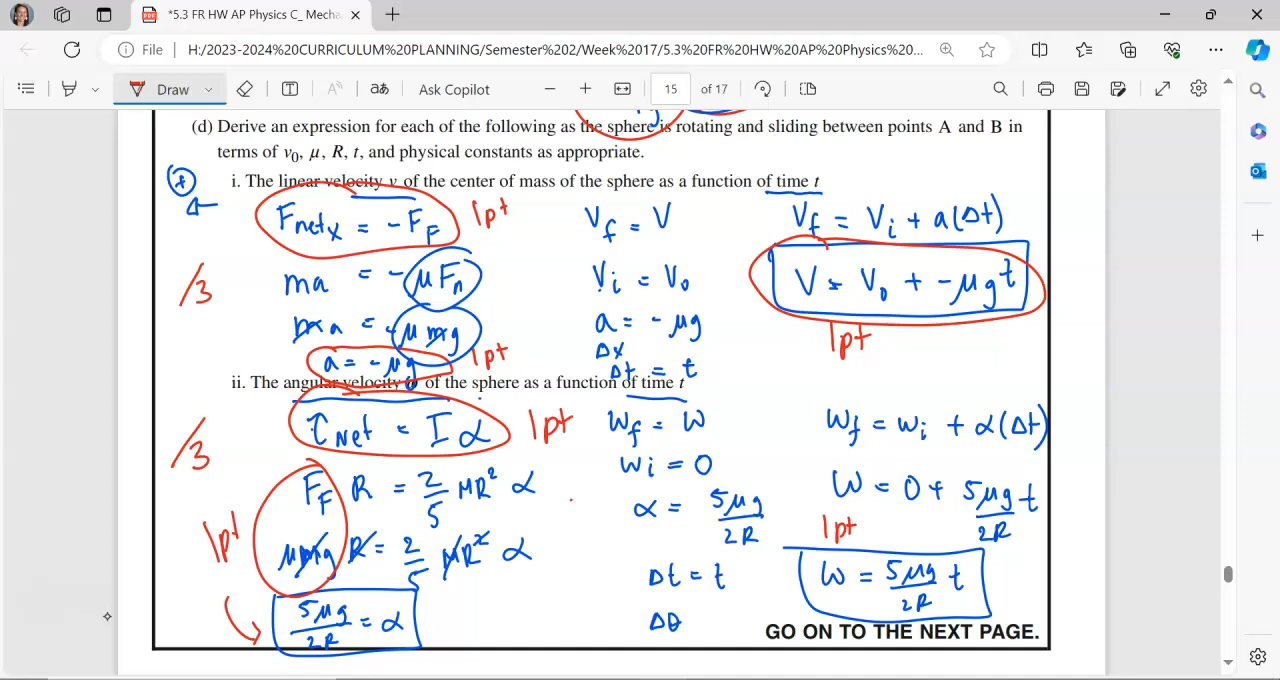 *5.3 FR HW AP Physics C_ Mecha
File H:/2023-2024%20CURRICULUM%20PLANNING/Semester%202/Week%2017/5.3%20FR%20HW%20AP%20Physics%20...
Draw aあ Ask Copilot 15 of 17
(d) Derive an expression for each of the following as the sphere is rotating and sliding between points A and B in
terms of v₀, μ, R, t, and physical constants as appropriate.
i. The linear velocity v of the center of mass of the sphere as a function of time t
+
Fnetx = -FF 1pt
Vf = V
Vf = Vi + a(Δt)
/3
ma = -μFn
Vi = V₀
V = V₀ + -μgt
ma = -μmg
a = -μg
1pt
a = -μg 1pt
Δx
Δt = t
ii. The angular velocity ω of the sphere as a function of time t
τNet = Iα 1pt
Wf = W
Wf = Wi + α(Δt)
/3
Wi = 0
FF R = 2/5 MR² α
α = 5μg/2R
W = 0 + 5μg/2R t
1pt
1pt
μmg R = 2/5 MR² α
Δt = t
W = 5μg/2R t
5μg/2R = α
Δθ
GO ON TO THE NEXT PAGE.